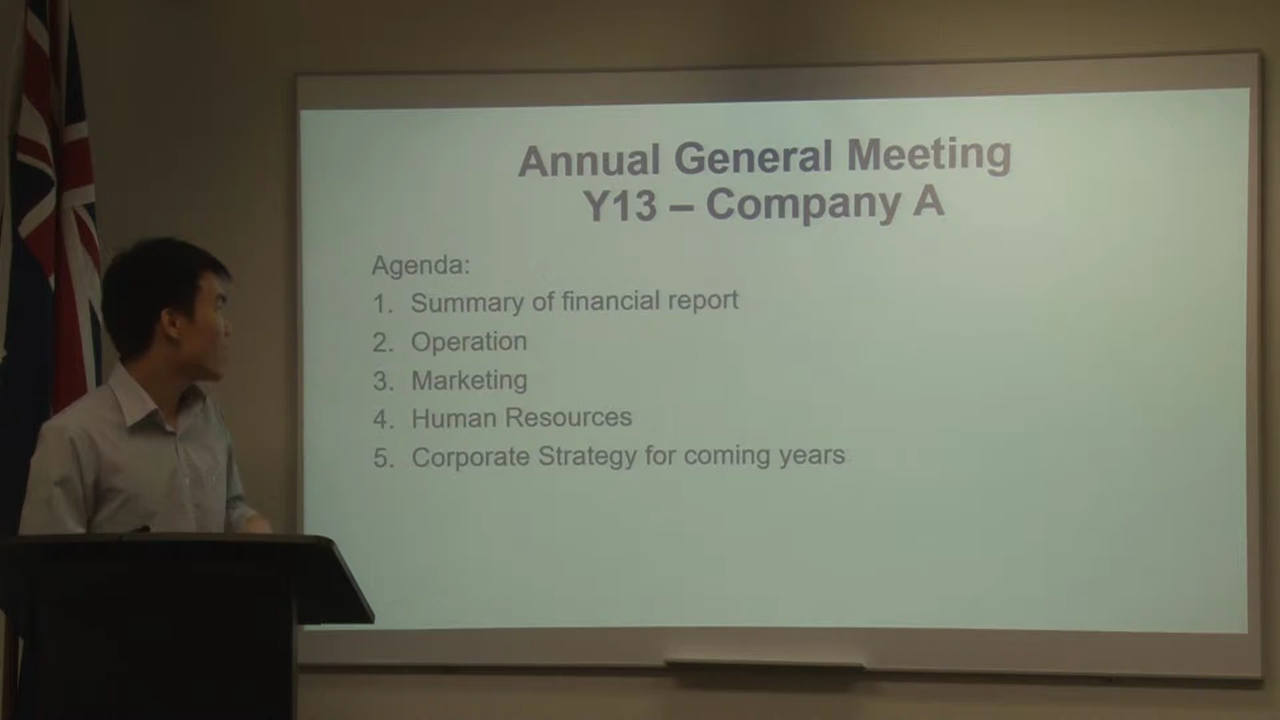 Annual General Meeting
Y13 – Company A
Agenda:
1. Summary of financial report
2. Operation
3. Marketing
4. Human Resources
5. Corporate Strategy for coming years